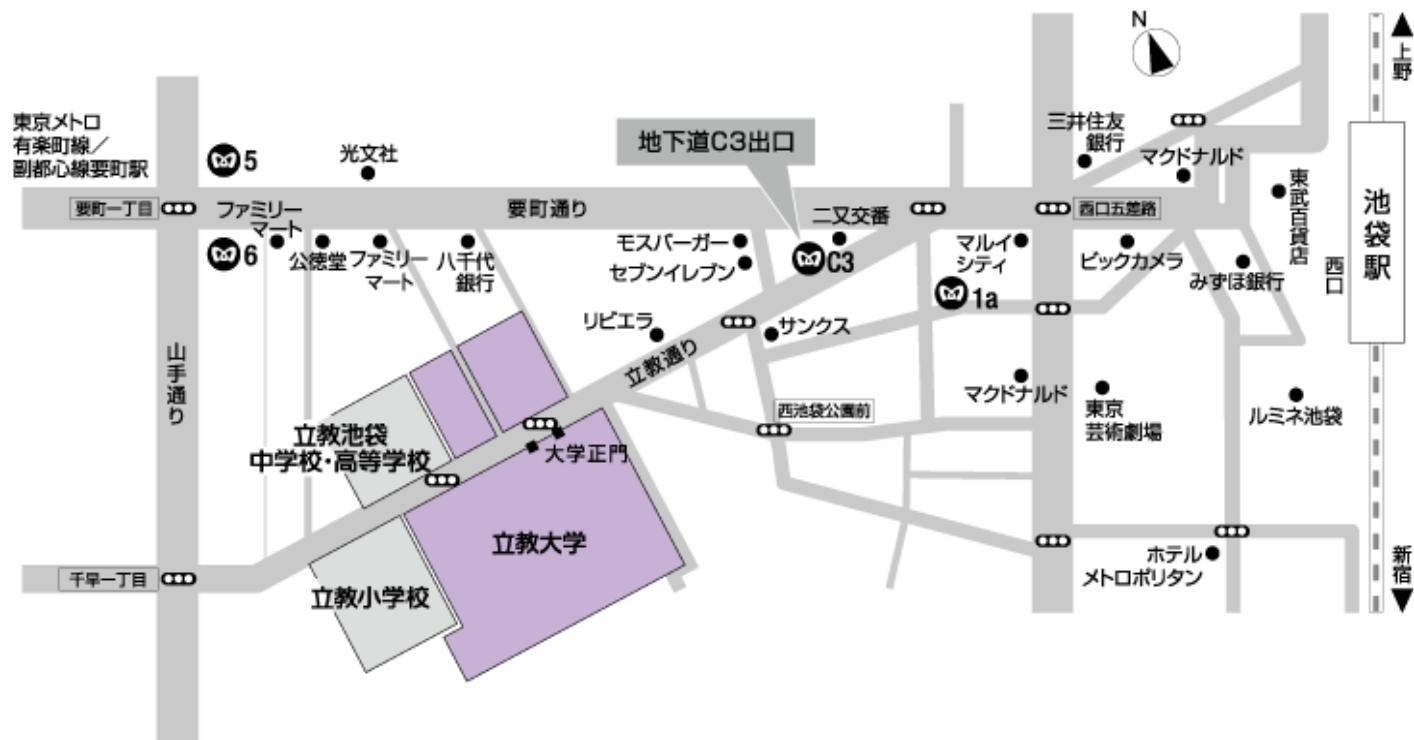 N
上野
東京メトロ
有楽町線/
副都心線要町駅
5
光文社
地下道C3出口
三井住友
銀行
マクドナルド
東武百貨店
池袋駅
西口
要町一丁目
ファミリー
マート
要町通り
二又交番
西口五差路
6
公徳堂
ファミリー
マート
八千代
銀行
モスバーガー
セブンイレブン
C3
マルイ
シティ
ビックカメラ
みずほ銀行
1a
リビエラ
サンクス
山手通り
立教通り
マクドナルド
東京
芸術劇場
ルミネ池袋
西池袋公園前
立教池袋
中学校・高等学校
大学正門
立教大学
千早一丁目
立教小学校
ホテル
メトロポリタン
新宿